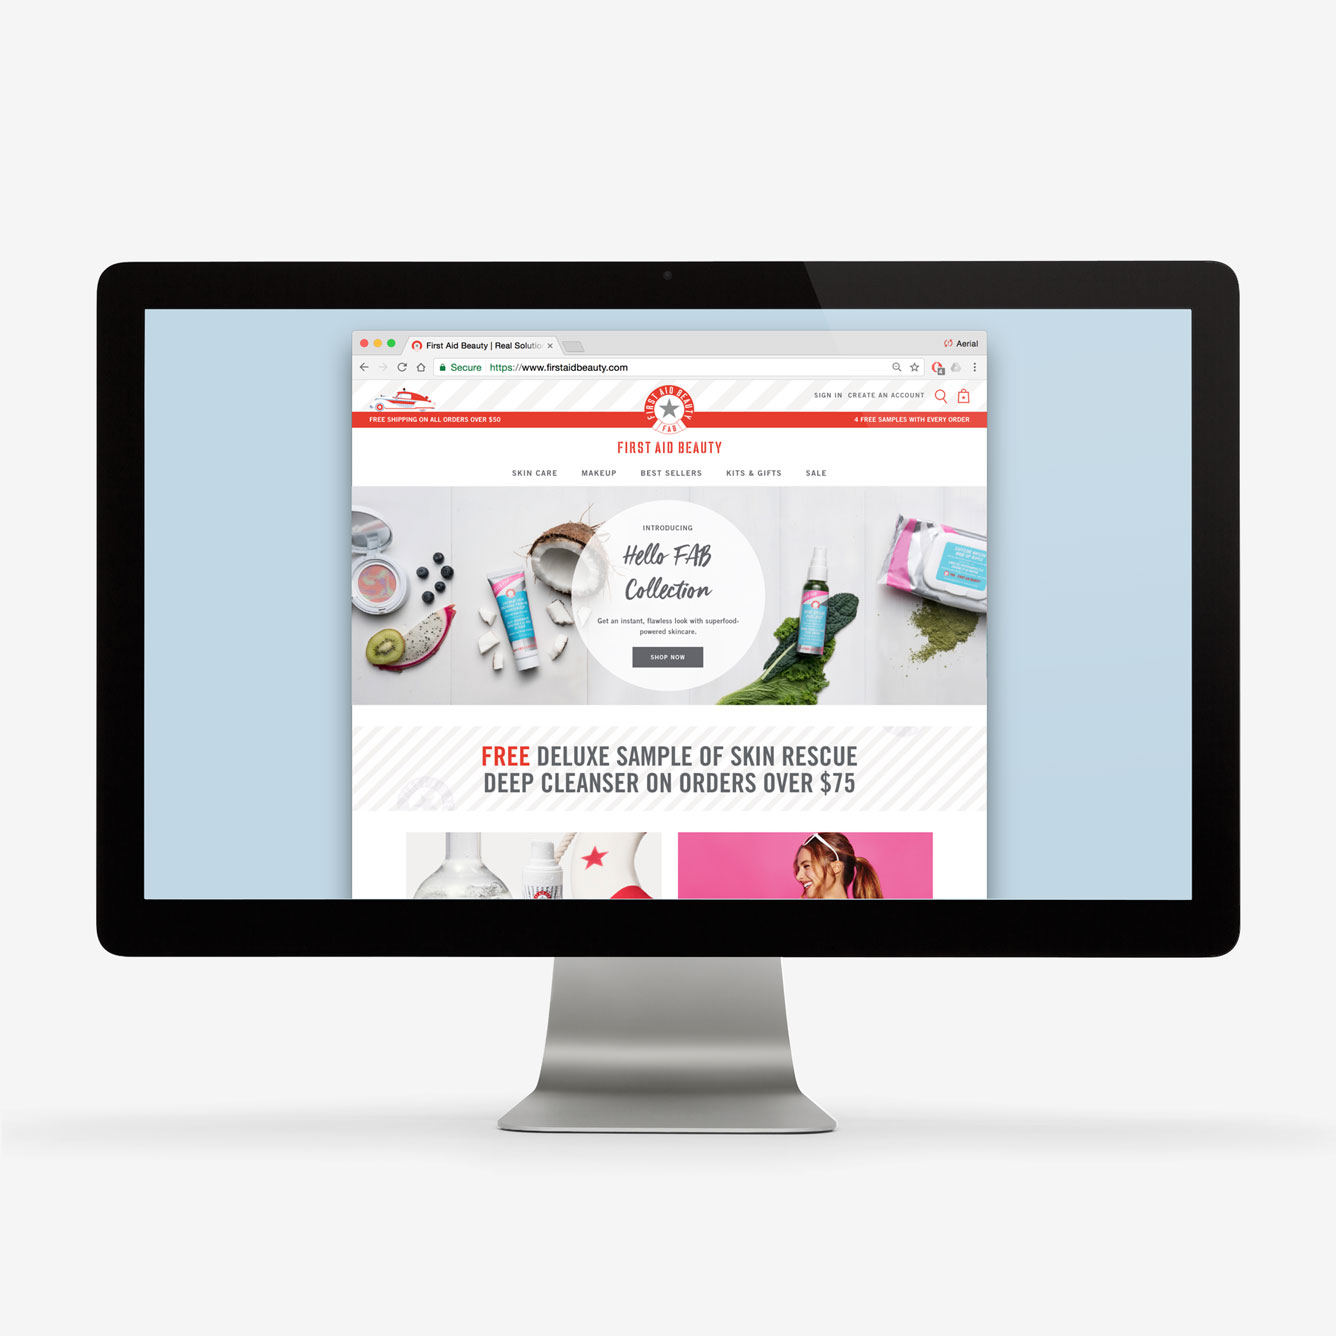 First Aid Beauty | Real Solutio
Aerial
Secure https://www.firstaidbeauty.com
SIGN IN CREATE AN ACCOUNT
FIRST AID BEAUTY
FAB
FREE SHIPPING ON ALL ORDERS OVER $50
4 FREE SAMPLES WITH EVERY ORDER
FIRST AID BEAUTY
SKIN CARE MAKEUP BEST SELLERS KITS & GIFTS SALE
INTRODUCING
Hello FAB
Collection
Get an instant, flawless look with superfood-
powered skincare.
SHOP NOW
FREE DELUXE SAMPLE OF SKIN RESCUE
DEEP CLEANSER ON ORDERS OVER $75